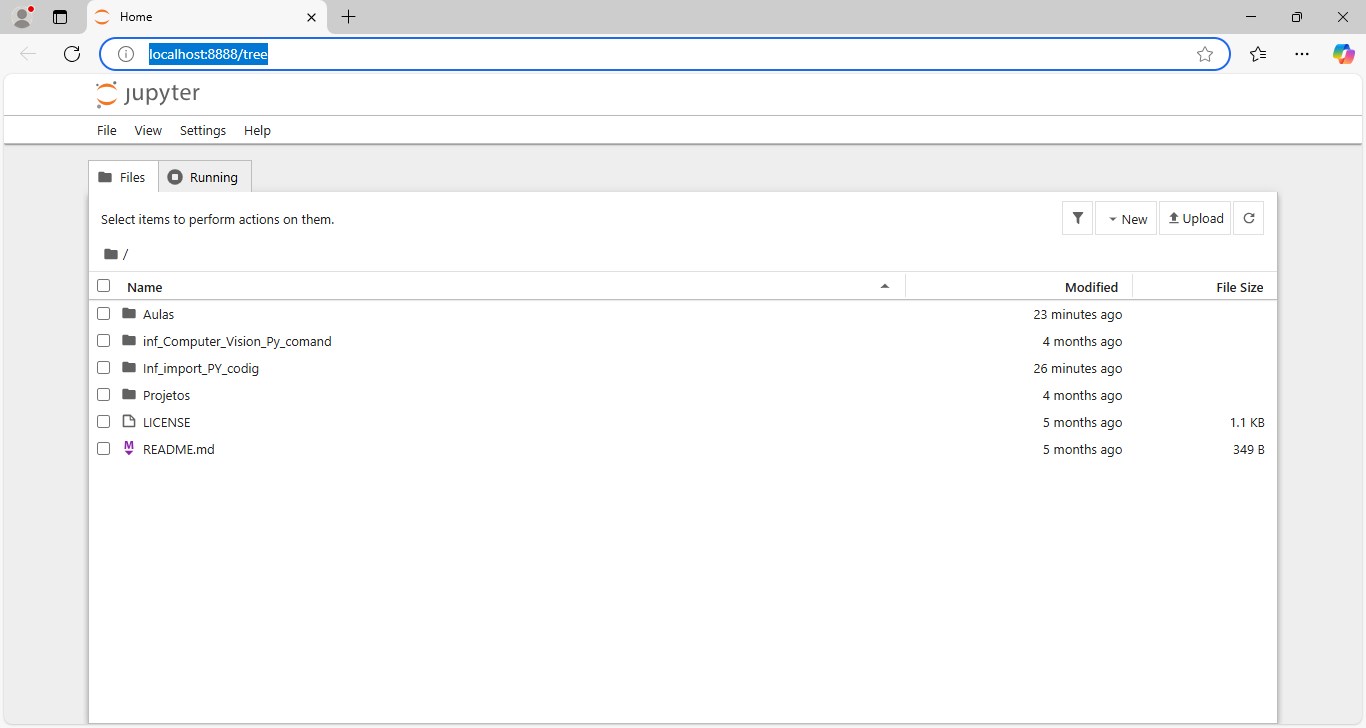 Home
localhost:8888/tree
jupyter
File View Settings Help
Files Running
Select items to perform actions on them.
New Upload
/
Name Modified File Size
Aulas 23 minutes ago
inf_Computer_Vision_Py_comand 4 months ago
Inf_import_PY_codig 26 minutes ago
Projetos 4 months ago
LICENSE 5 months ago 1.1 KB
M README.md 5 months ago 349 B